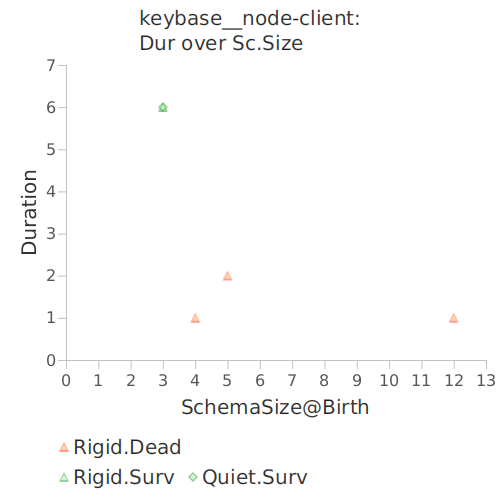 keybase__node-client:
Dur over Sc.Size
7
6
5
4
3
2
1
0
Duration
0 1 2 3 4 5 6 7 8 9 10 11 12 13
SchemaSize@Birth
Rigid.Dead
Rigid.Surv Quiet.Surv